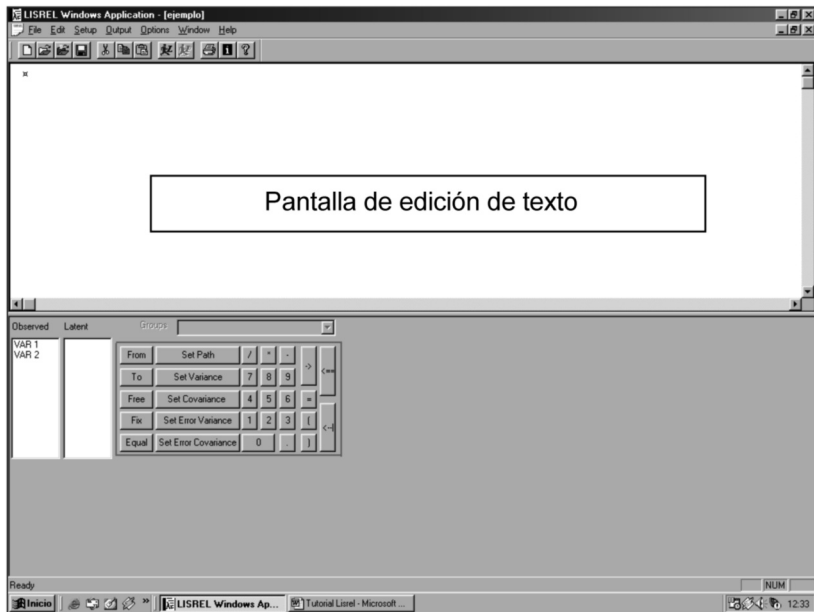 LISREL Windows Application - [ejemplo]
File Edit Setup Output Options Window Help
¤
Pantalla de edición de texto
Observed Latent Groups
VAR 1
VAR 2
From Set Path / * - -> <==
To Set Variance 7 8 9
Free Set Covariance 4 5 6 =
Fix Set Error Variance 1 2 3 ( <-|
Equal Set Error Covariance 0 . )
Ready NUM
Inicio » LISREL Windows Ap... Tutorial Lisrel - Microsoft ... 12:33